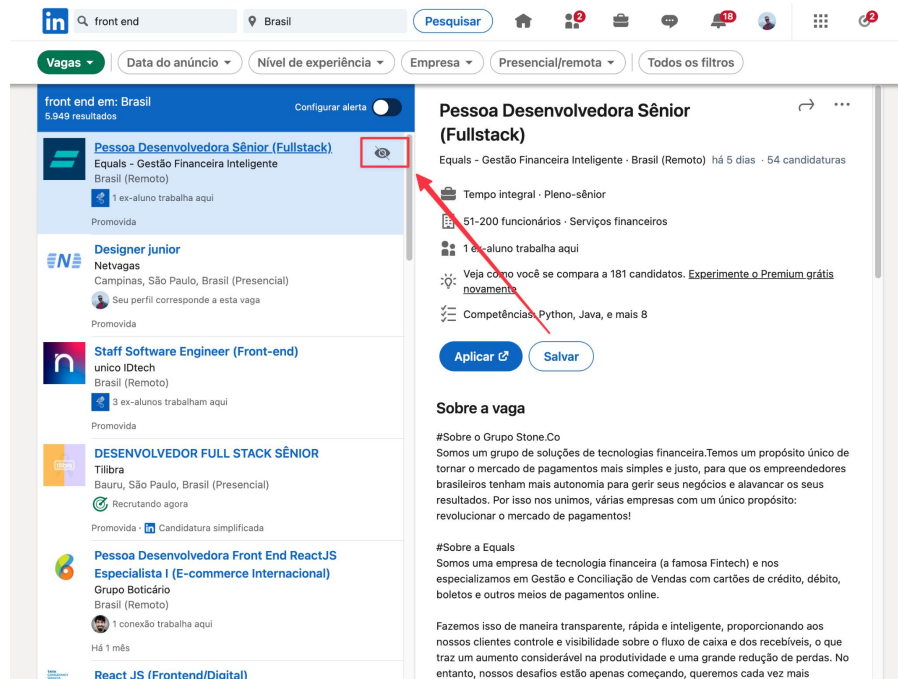 in
front end
Brasil
Pesquisar
2
18
2
Vagas
Data do anúncio
Nível de experiência
Empresa
Presencial/remota
Todos os filtros
front end em: Brasil
5.949 resultados
Configurar alerta
Pessoa Desenvolvedora Sênior (Fullstack)
Equals - Gestão Financeira Inteligente
Brasil (Remoto)
1 ex-aluno trabalha aqui
Promovida
Designer junior
Netvagas
Campinas, São Paulo, Brasil (Presencial)
Seu perfil corresponde a esta vaga
Promovida
Staff Software Engineer (Front-end)
unico IDtech
Brasil (Remoto)
3 ex-alunos trabalham aqui
Promovida
DESENVOLVEDOR FULL STACK SÊNIOR
Tilibra
Bauru, São Paulo, Brasil (Presencial)
Recrutando agora
Promovida · in Candidatura simplificada
Pessoa Desenvolvedora Front End ReactJS
Especialista I (E-commerce Internacional)
Grupo Boticário
Brasil (Remoto)
1 conexão trabalha aqui
Há 1 mês
React JS (Frontend/Digital)
Pessoa Desenvolvedora Sênior
(Fullstack)
Equals - Gestão Financeira Inteligente · Brasil (Remoto) há 5 dias · 54 candidaturas
Tempo integral · Pleno-sênior
51-200 funcionários · Serviços financeiros
1 ex-aluno trabalha aqui
Veja como você se compara a 181 candidatos. Experimente o Premium grátis
novamente
Competências: Python, Java, e mais 8
Aplicar
Salvar
Sobre a vaga
#Sobre o Grupo Stone.Co
Somos um grupo de soluções de tecnologias financeira.Temos um propósito único de
tornar o mercado de pagamentos mais simples e justo, para que os empreendedores
brasileiros tenham mais autonomia para gerir seus negócios e alavancar os seus
resultados. Por isso nos unimos, várias empresas com um único propósito:
revolucionar o mercado de pagamentos!
#Sobre a Equals
Somos uma empresa de tecnologia financeira (a famosa Fintech) e nos
especializamos em Gestão e Conciliação de Vendas com cartões de crédito, débito,
boletos e outros meios de pagamentos online.
Fazemos isso de maneira transparente, rápida e inteligente, proporcionando aos
nossos clientes controle e visibilidade sobre o fluxo de caixa e dos recebíveis, o que
traz um aumento considerável na produtividade e uma grande redução de perdas. No
entanto, nossos desafios estão apenas começando, queremos cada vez mais